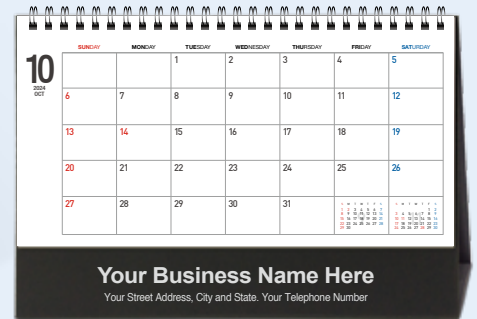 SUNDAY MONDAY TUESDAY WEDNESDAY THURSDAY FRIDAY SATURDAY
10
2024
OCT
1 2 3 4 5
6 7 8 9 10 11 12
13 14 15 16 17 18 19
20 21 22 23 24 25 26
27 28 29 30 31
Your Business Name Here
Your Street Address, City and State. Your Telephone Number